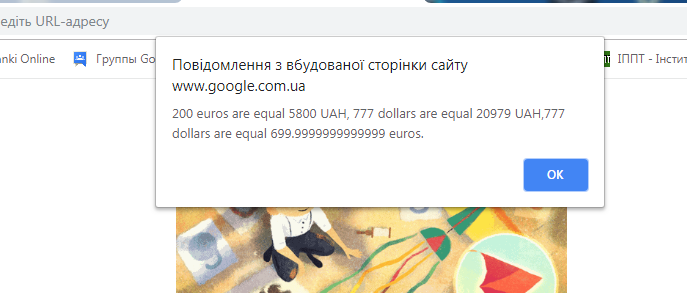 едіть URL-адресу
nki Online
Группы Go
ІППТ - Інстит
Повідомлення з вбудованої сторінки сайту
www.google.com.ua
200 euros are equal 5800 UAH, 777 dollars are equal 20979 UAH,777
dollars are equal 699.9999999999999 euros.
OK